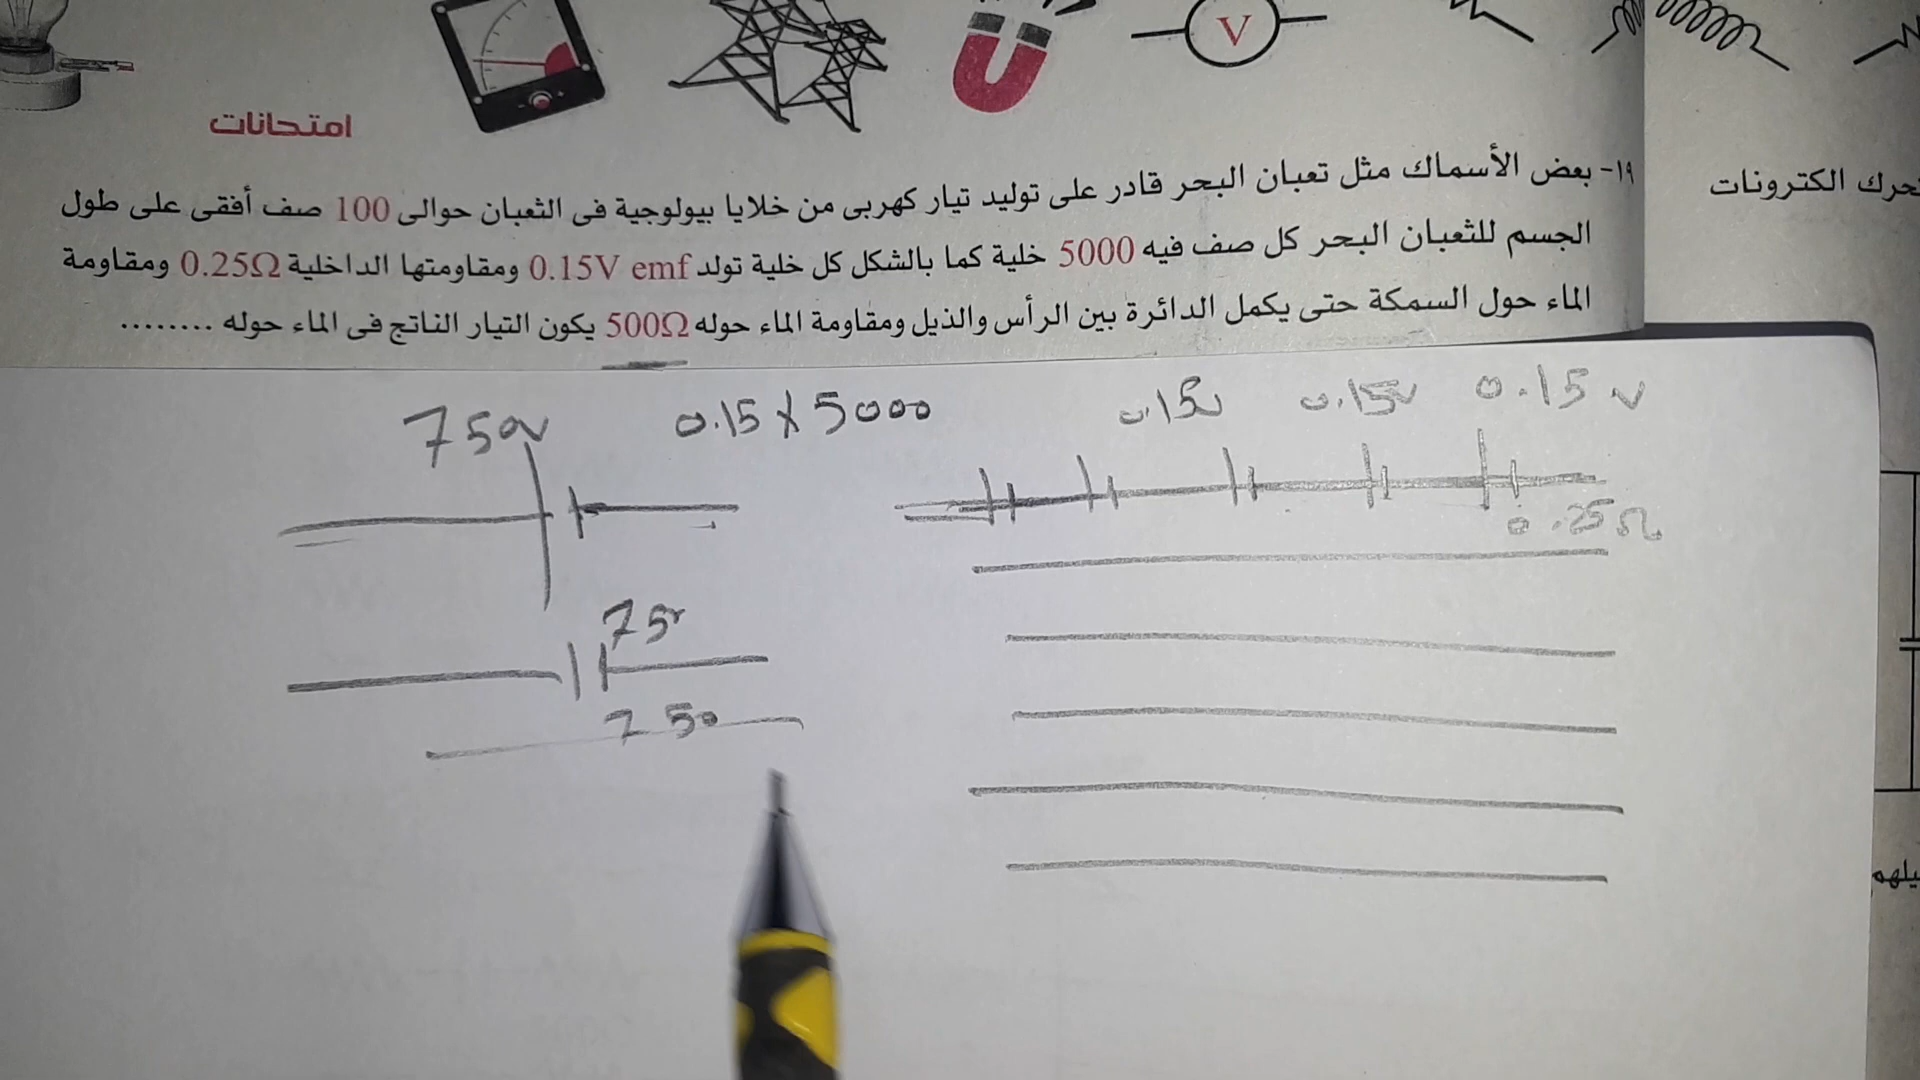 V
امتحانات
١٩- بعض الأسماك مثل تعبان البحر قادر على توليد تيار كهربى من خلايا بيولوجية فى الثعبان حوالى 100 صف أفقى على طول
الجسم للثعبان البحر كل صف فيه 5000 خلية كما بالشكل كل خلية تولد 0.15V emf ومقاومتها الداخلية 0.25Ω ومقاومة
الماء حول السمكة حتى يكمل الدائرة بين الرأس والذيل ومقاومة الماء حوله 500Ω يكون التيار الناتج فى الماء حوله ........
تحرك الكترونات
750V 0.15 X 5000 0.15V 0.15V 0.15V
0.25Ω
750
750